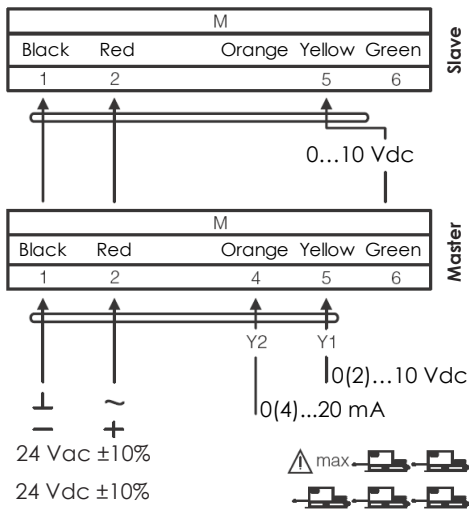 M
Black Red Orange Yellow Green
1 2 5 6
Slave
0...10 Vdc
M
Black Red Orange Yellow Green
1 2 4 5 6
Master
Y2 Y1
0(2)...10 Vdc
0(4)...20 mA
⊥ ~
− +
24 Vac ±10%
24 Vdc ±10%
max.